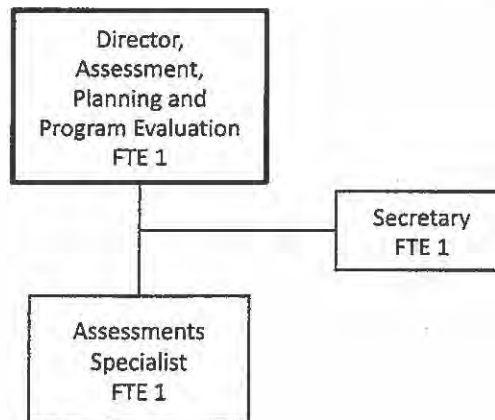 Director,
Assessment,
Planning and
Program Evaluation
FTE 1
Secretary
FTE 1
Assessments
Specialist
FTE 1